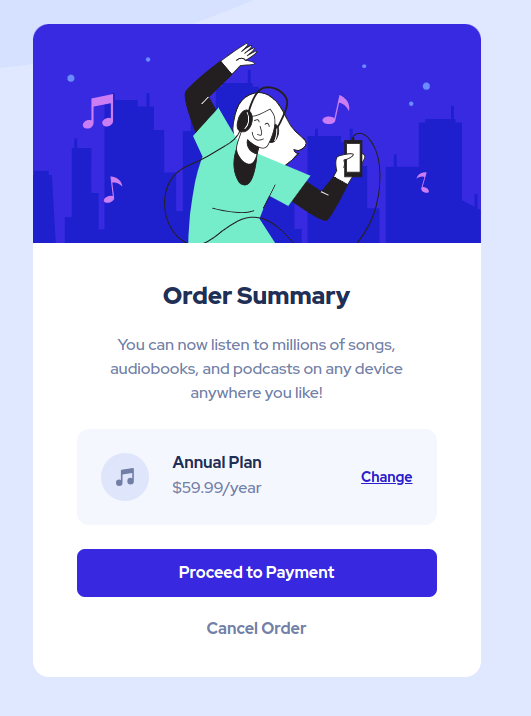 Order Summary
You can now listen to millions of songs,
audiobooks, and podcasts on any device
anywhere you like!
Annual Plan
$59.99/year
Change
Proceed to Payment
Cancel Order